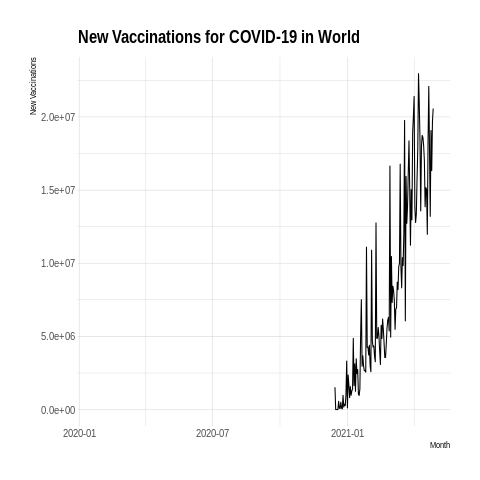 New Vaccinations for COVID-19 in World
New Vaccinations
2.0e+07
1.5e+07
1.0e+07
5.0e+06
0.0e+00
2020-01
2020-07
2021-01
Month